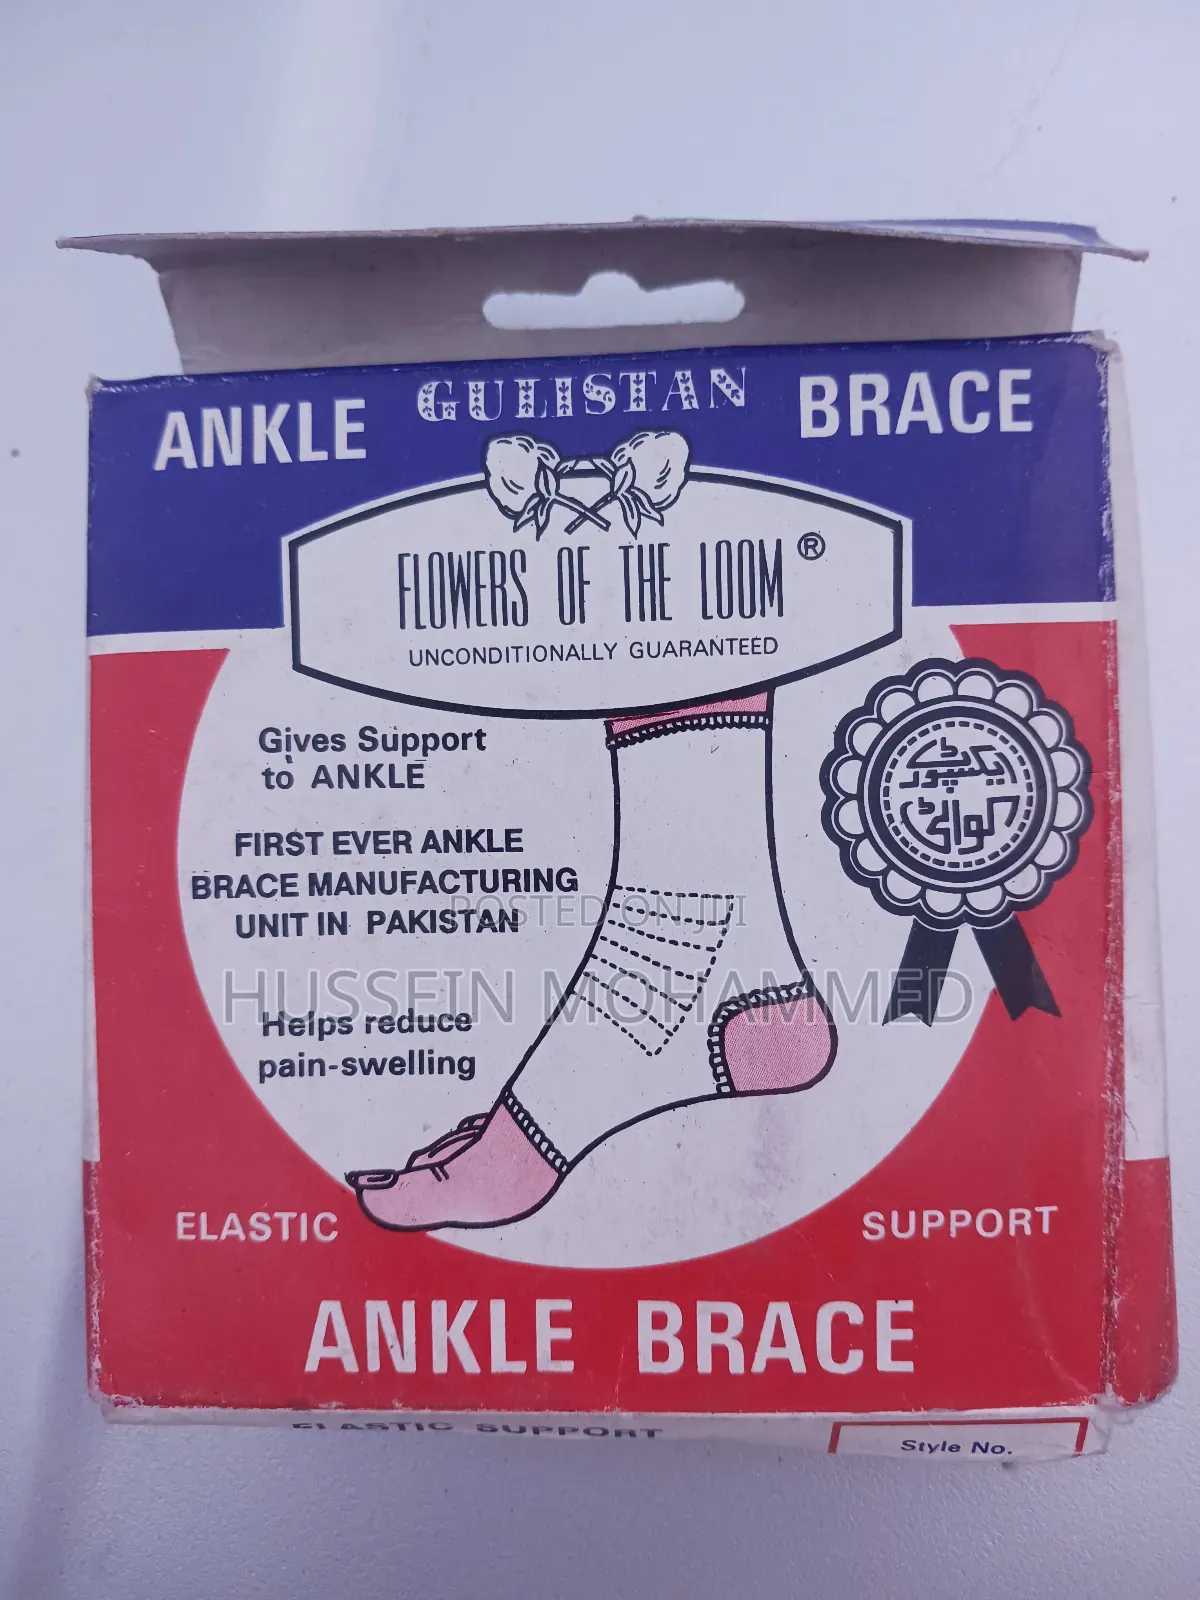 ANKLE GULISTAN BRACE
FLOWERS OF THE LOOM ®
UNCONDITIONALLY GUARANTEED
Gives Support
to ANKLE
FIRST EVER ANKLE
BRACE MANUFACTURING
UNIT IN PAKISTAN
Helps reduce
pain-swelling
ایکسپورٹ
کوالٹی
POSTED ON JIJI
HUSSEIN MOHAMMED
ELASTIC SUPPORT
ANKLE BRACE
ELASTIC SUPPORT
Style No.